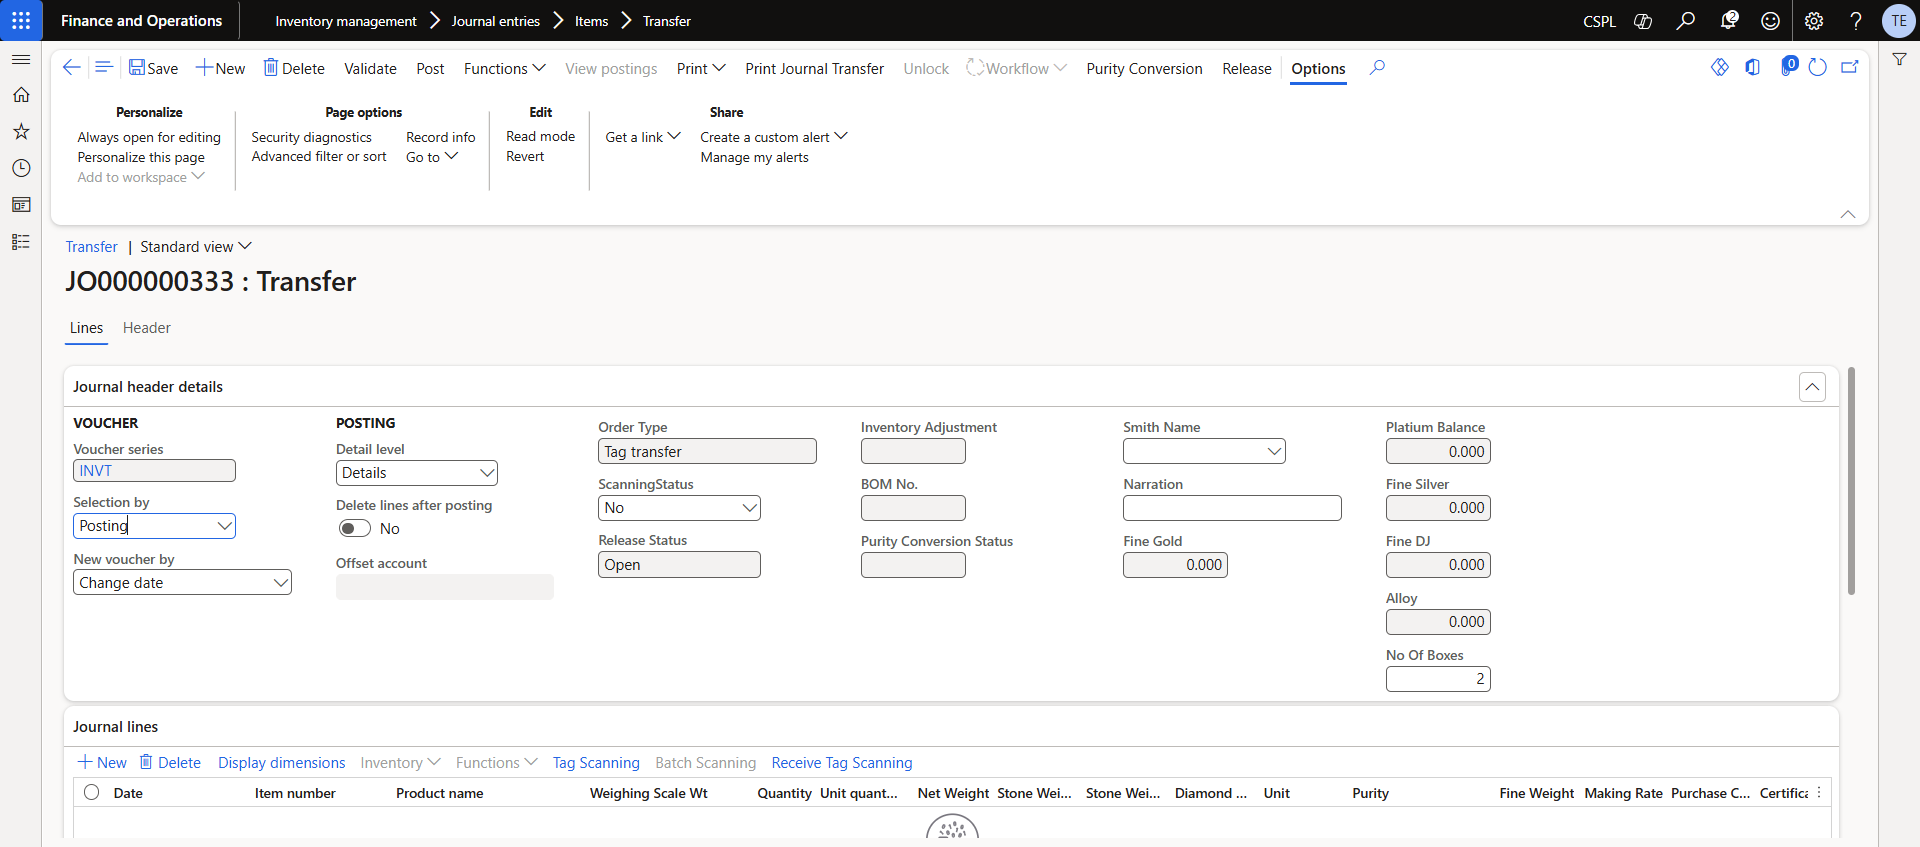 Finance and Operations
Inventory management Journal entries Items Transfer
CSPL
2
TE
Save New Delete Validate Post Functions View postings Print Print Journal Transfer Unlock Workflow Purity Conversion Release Options
0
Personalize
Always open for editing
Personalize this page
Add to workspace
Page options
Security diagnostics
Advanced filter or sort
Record info
Go to
Edit
Read mode
Revert
Share
Get a link
Create a custom alert
Manage my alerts
Transfer | Standard view
JO000000333 : Transfer
Lines Header
Journal header details
VOUCHER
Voucher series
INVT
Selection by
Posting
New voucher by
Change date
POSTING
Detail level
Details
Delete lines after posting
No
Offset account
Order Type
Tag transfer
ScanningStatus
No
Release Status
Open
Inventory Adjustment
BOM No.
Purity Conversion Status
Smith Name
Narration
Fine Gold
0.000
Platium Balance
0.000
Fine Silver
0.000
Fine DJ
0.000
Alloy
0.000
No Of Boxes
2
Journal lines
New Delete Display dimensions Inventory Functions Tag Scanning Batch Scanning Receive Tag Scanning
Date Item number Product name Weighing Scale Wt Quantity Unit quant... Net Weight Stone Wei... Stone Wei... Diamond ... Unit Purity Fine Weight Making Rate Purchase C... Certifica